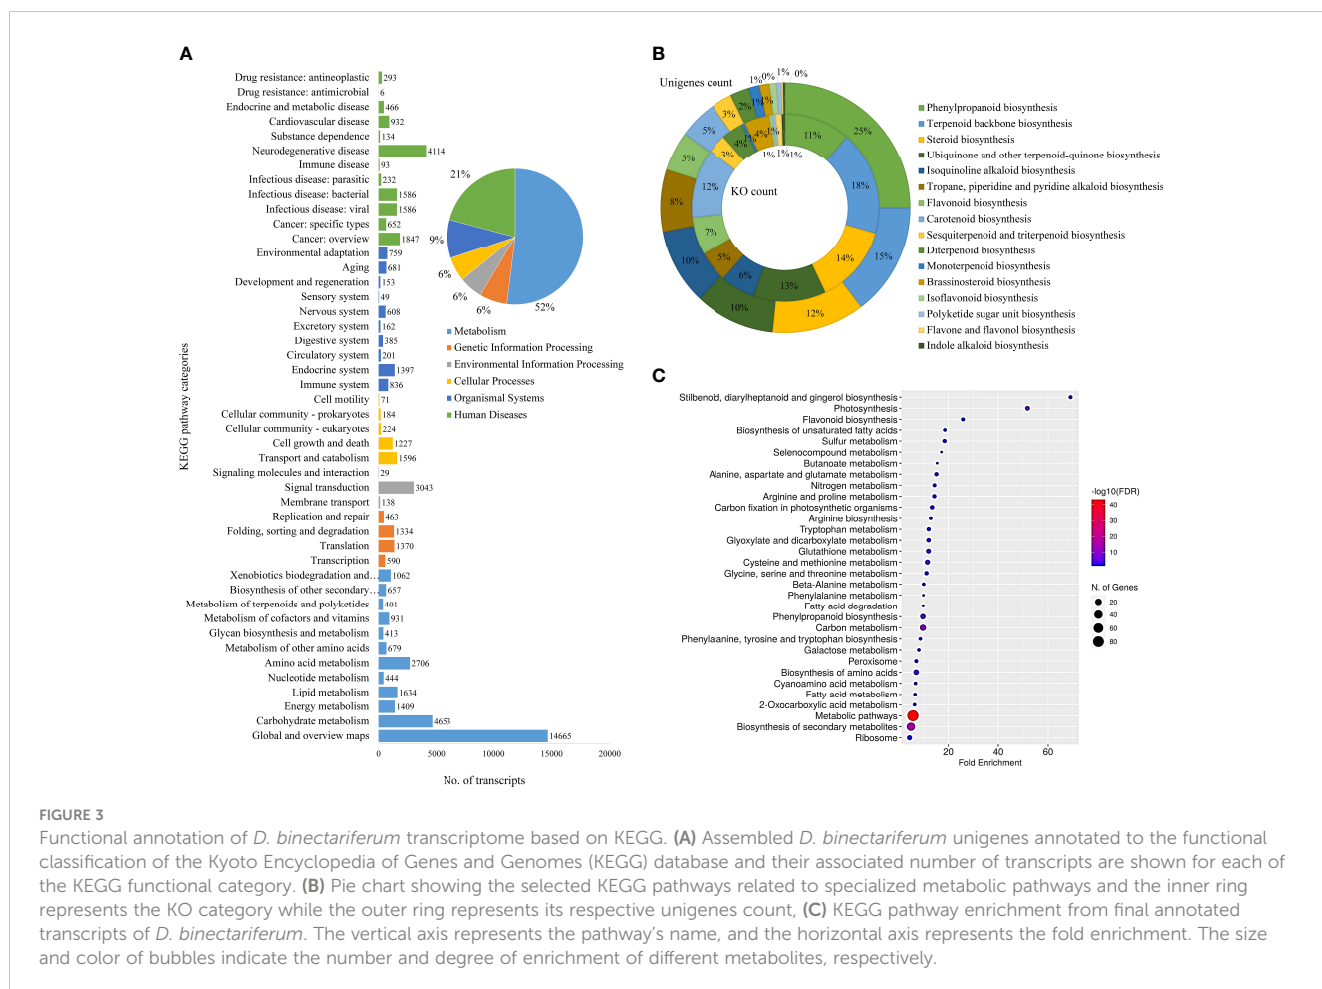 A
Drug resistance: antineoplastic 293
Drug resistance: antimicrobial 6
Endocrine and metabolic disease 466
Cardiovascular disease 932
Substance dependence 134
Neurodegenerative disease 4114
Immune disease 93
Infectious disease: parasitic 232
Infectious disease: bacterial 1586
Infectious disease: viral 1586
Cancer: specific types 652
Cancer: overview 1847
Environmental adaptation 759
Aging 681
Development and regeneration 153
Sensory system 49
Nervous system 608
Excretory system 162
Digestive system 385
Circulatory system 201
Endocrine system 1397
Immune system 836
Cell motility 71
Cellular community - prokaryotes 184
Cellular community - eukaryotes 224
Cell growth and death 1227
Transport and catabolism 1596
Signaling molecules and interaction 29
Signal transduction 3043
Membrane transport 138
Replication and repair 463
Folding, sorting and degradation 1334
Translation 1370
Transcription 590
Xenobiotics biodegradation and... 1062
Biosynthesis of other secondary... 657
Metabolism of terpenoids and polyketides 401
Metabolism of cofactors and vitamins 931
Glycan biosynthesis and metabolism 413
Metabolism of other amino acids 679
Amino acid metabolism 2706
Nucleotide metabolism 444
Lipid metabolism 1634
Energy metabolism 1409
Carbohydrate metabolism 4653
Global and overview maps 14665
0 5000 10000 15000 20000
No. of transcripts
KEGG pathway categories
21%
9%
6%
6%
6%
52%
Metabolism
Genetic Information Processing
Environmental Information Processing
Cellular Processes
Organismal Systems
Human Diseases
B
Unigenes count
KO count
25%
15%
12%
10%
10%
8%
5%
5%
3%
2%
1%
1%
0%
1%
0%
11%
18%
14%
13%
6%
5%
7%
12%
3%
4%
1%
4%
1%
1%
1%
1%
Phenylpropanoid biosynthesis
Terpenoid backbone biosynthesis
Steroid biosynthesis
Ubiquinone and other terpenoid-quinone biosynthesis
Isoquinoline alkaloid biosynthesis
Tropane, piperidine and pyridine alkaloid biosynthesis
Flavonoid biosynthesis
Carotenoid biosynthesis
Sesquiterpenoid and triterpenoid biosynthesis
Diterpenoid biosynthesis
Monoterpenoid biosynthesis
Brassinosteroid biosynthesis
Isoflavonoid biosynthesis
Polyketide sugar unit biosynthesis
Flavone and flavonol biosynthesis
Indole alkaloid biosynthesis
C
Stilbenoid, diarylheptanoid and gingerol biosynthesis
Photosynthesis
Flavonoid biosynthesis
Biosynthesis of unsaturated fatty acids
Sulfur metabolism
Selenocompound metabolism
Butanoate metabolism
Alanine, aspartate and glutamate metabolism
Nitrogen metabolism
Arginine and proline metabolism
Carbon fixation in photosynthetic organisms
Arginine biosynthesis
Tryptophan metabolism
Glyoxylate and dicarboxylate metabolism
Glutathione metabolism
Cysteine and methionine metabolism
Glycine, serine and threonine metabolism
Beta-Alanine metabolism
Phenylalanine metabolism
Fatty acid degradation
Phenylpropanoid biosynthesis
Carbon metabolism
Phenylaanine, tyrosine and tryptophan biosynthesis
Galactose metabolism
Peroxisome
Biosynthesis of amino acids
Cyanoamino acid metabolism
Fatty acid metabolism
2-Oxocarboxylic acid metabolism
Metabolic pathways
Biosynthesis of secondary metabolites
Ribosome
20 40 60
Fold Enrichment
-log10(FDR)
40
30
20
10
N. of Genes
20
40
60
80
FIGURE 3
Functional annotation of D. binectariferum transcriptome based on KEGG. (A) Assembled D. binectariferum unigenes annotated to the functional
classification of the Kyoto Encyclopedia of Genes and Genomes (KEGG) database and their associated number of transcripts are shown for each of
the KEGG functional category. (B) Pie chart showing the selected KEGG pathways related to specialized metabolic pathways and the inner ring
represents the KO category while the outer ring represents its respective unigenes count, (C) KEGG pathway enrichment from final annotated
transcripts of D. binectariferum. The vertical axis represents the pathway's name, and the horizontal axis represents the fold enrichment. The size
and color of bubbles indicate the number and degree of enrichment of different metabolites, respectively.